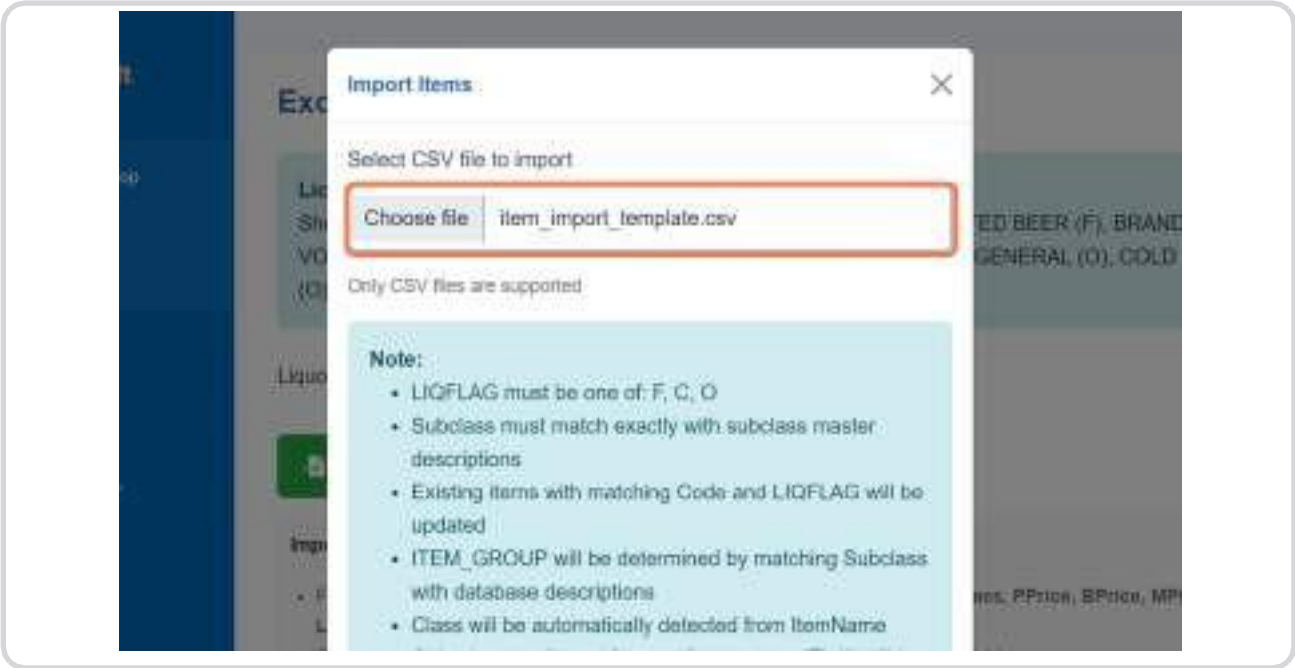 Import Items
Exc
Select CSV file to import
Choose file item_import_template.csv
Only CSV files are supported
TED BEER (F), BRAND
VO
GENERAL (O), COLD
Liquo
Note:
• LIQFLAG must be one of: F, C, O
• Subclass must match exactly with subclass master
descriptions
• Existing items with matching Code and LIQFLAG will be
updated
• ITEM_GROUP will be determined by matching Subclass
with database descriptions
• Class will be automatically detected from ItemName
Impo
PPrice, BPrice, MP